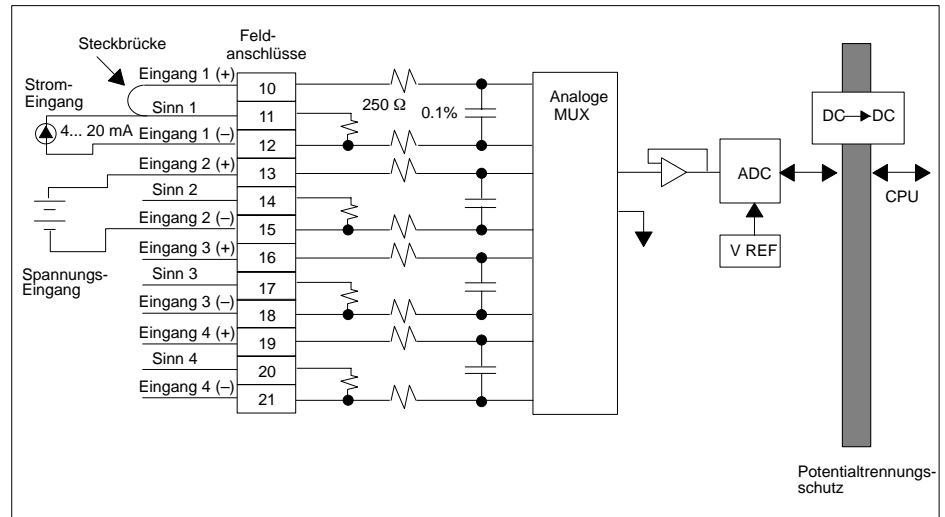 Steckbrücke
Feld-
anschlüsse
Strom-
Eingang
4... 20 mA
Eingang 1 (+)
Sinn 1
Eingang 1 (–)
Eingang 2 (+)
Sinn 2
Eingang 2 (–)
Eingang 3 (+)
Sinn 3
Eingang 3 (–)
Eingang 4 (+)
Sinn 4
Eingang 4 (–)
Spannungs-
Eingang
10
11
12
13
14
15
16
17
18
19
20
21
250 Ω
0.1%
Analoge
MUX
ADC
V REF
DC DC
CPU
Potentialtrennungs-
schutz